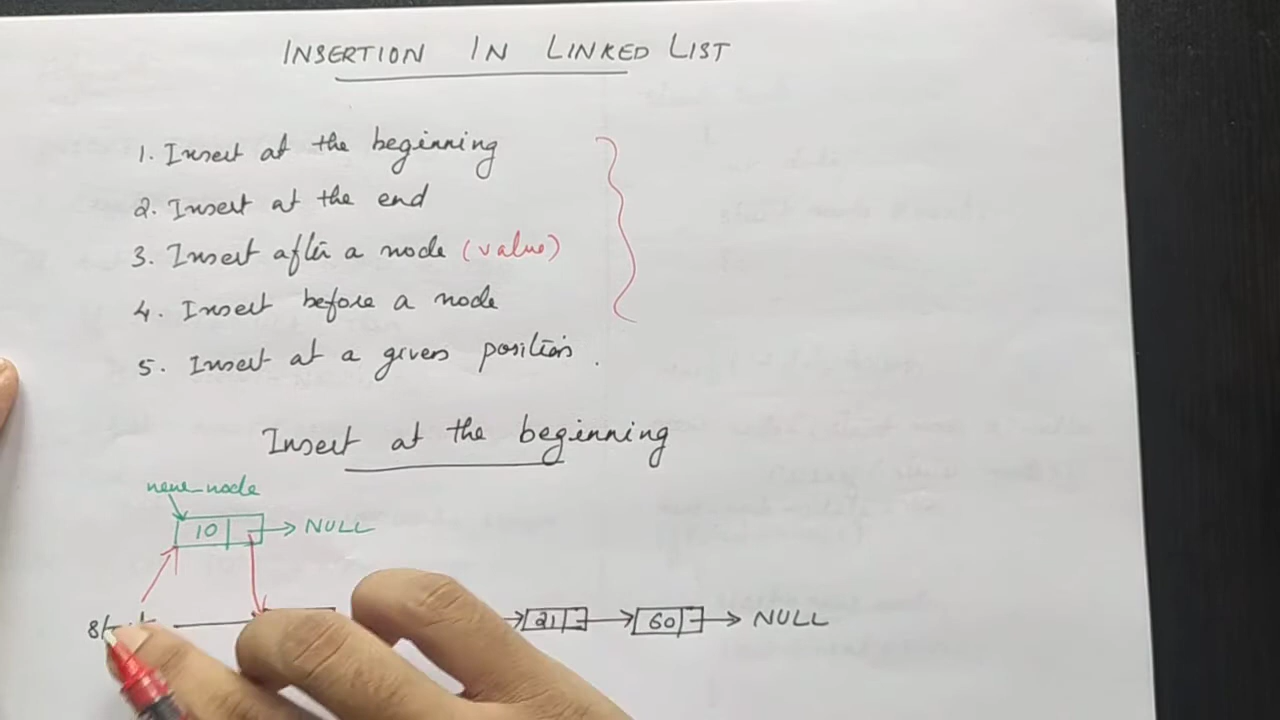 INSERTION IN LINKED LIST
1. Insert at the beginning
2. Insert at the end
3. Insert after a node (value)
4. Insert before a node
5. Insert at a given position.
Insert at the beginning
new_node
10 NULL
21 60 NULL